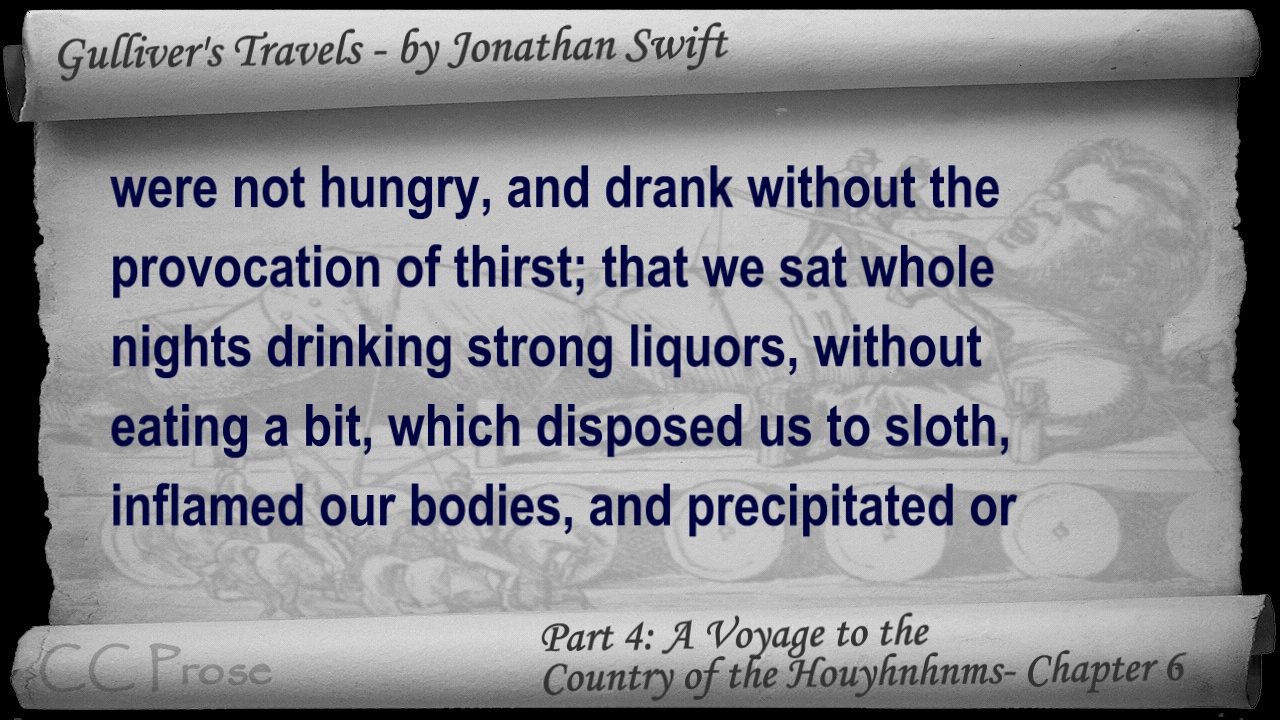 Gulliver's Travels - by Jonathan Swift
were not hungry, and drank without the
provocation of thirst; that we sat whole
nights drinking strong liquors, without
eating a bit, which disposed us to sloth,
inflamed our bodies, and precipitated or
Part 4: A Voyage to the
Country of the Houyhnhnms- Chapter 6
CC Prose